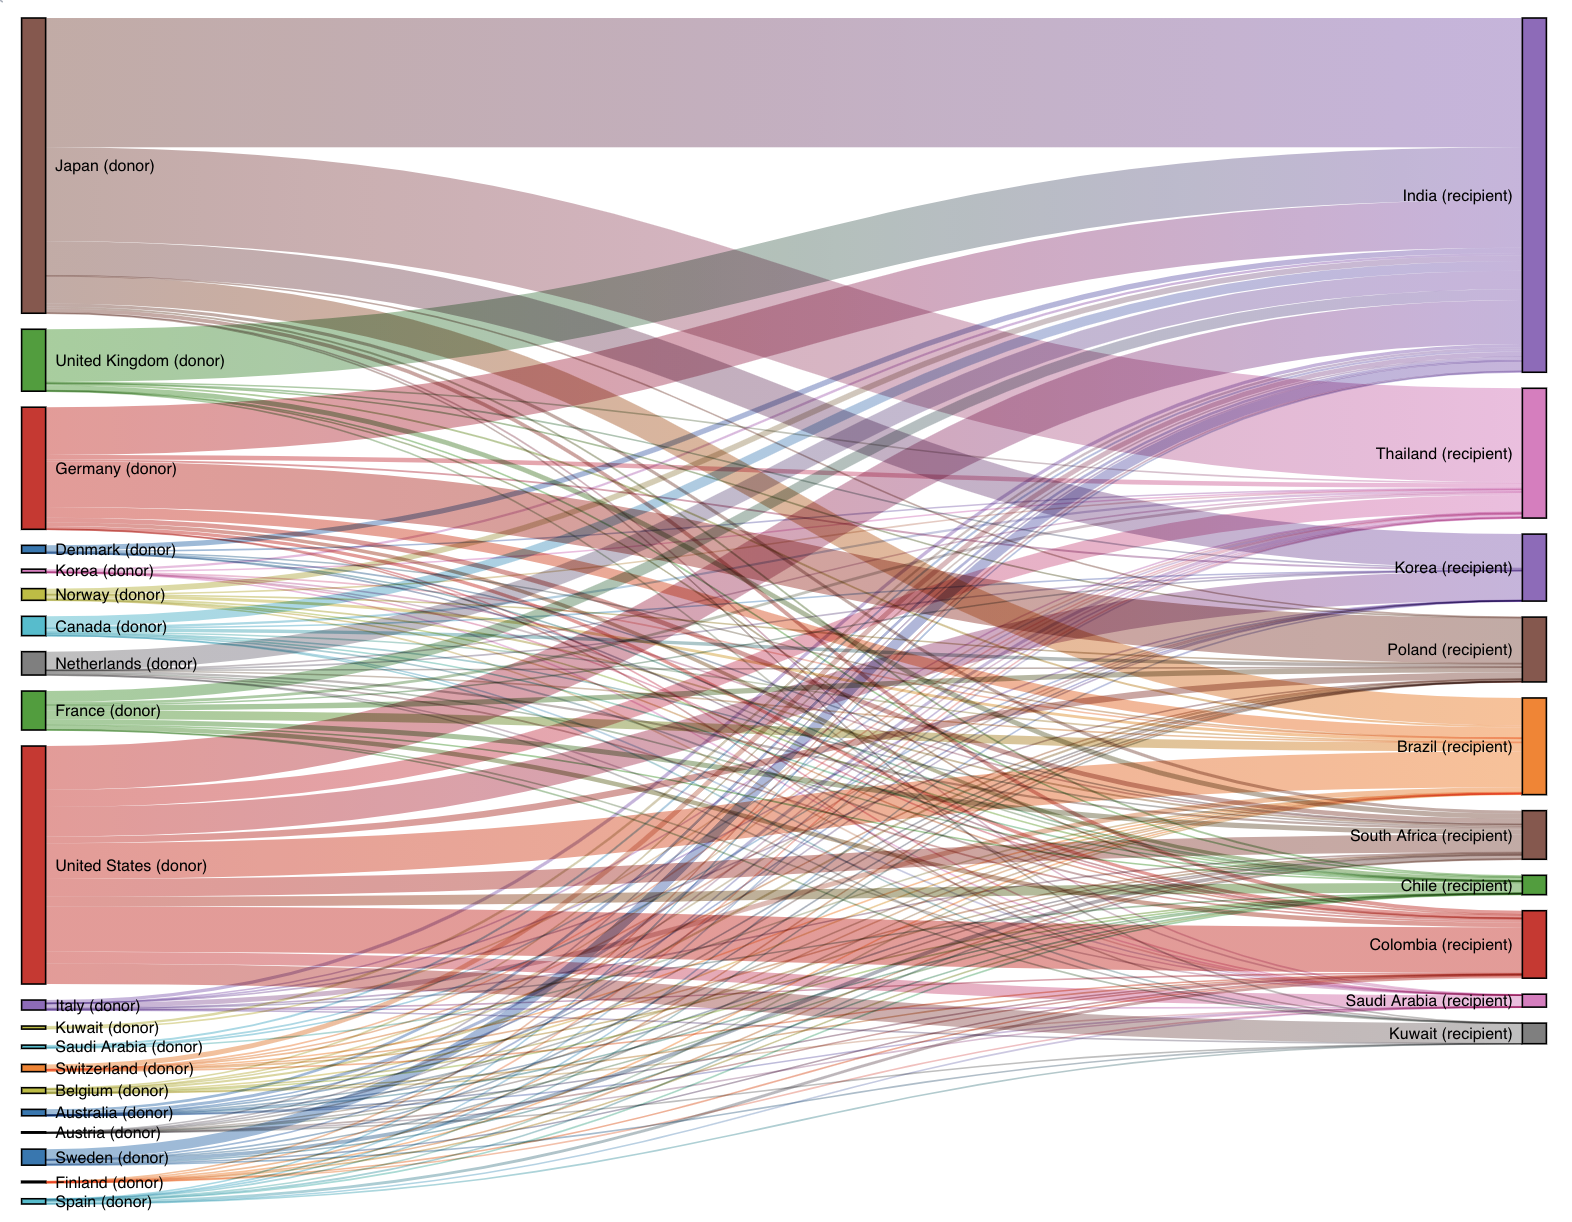 Japan (donor)
United Kingdom (donor)
Germany (donor)
Denmark (donor)
Korea (donor)
Norway (donor)
Canada (donor)
Netherlands (donor)
France (donor)
United States (donor)
Italy (donor)
Kuwait (donor)
Saudi Arabia (donor)
Switzerland (donor)
Belgium (donor)
Australia (donor)
Austria (donor)
Sweden (donor)
Finland (donor)
Spain (donor)
India (recipient)
Thailand (recipient)
Korea (recipient)
Poland (recipient)
Brazil (recipient)
South Africa (recipient)
Chile (recipient)
Colombia (recipient)
Saudi Arabia (recipient)
Kuwait (recipient)